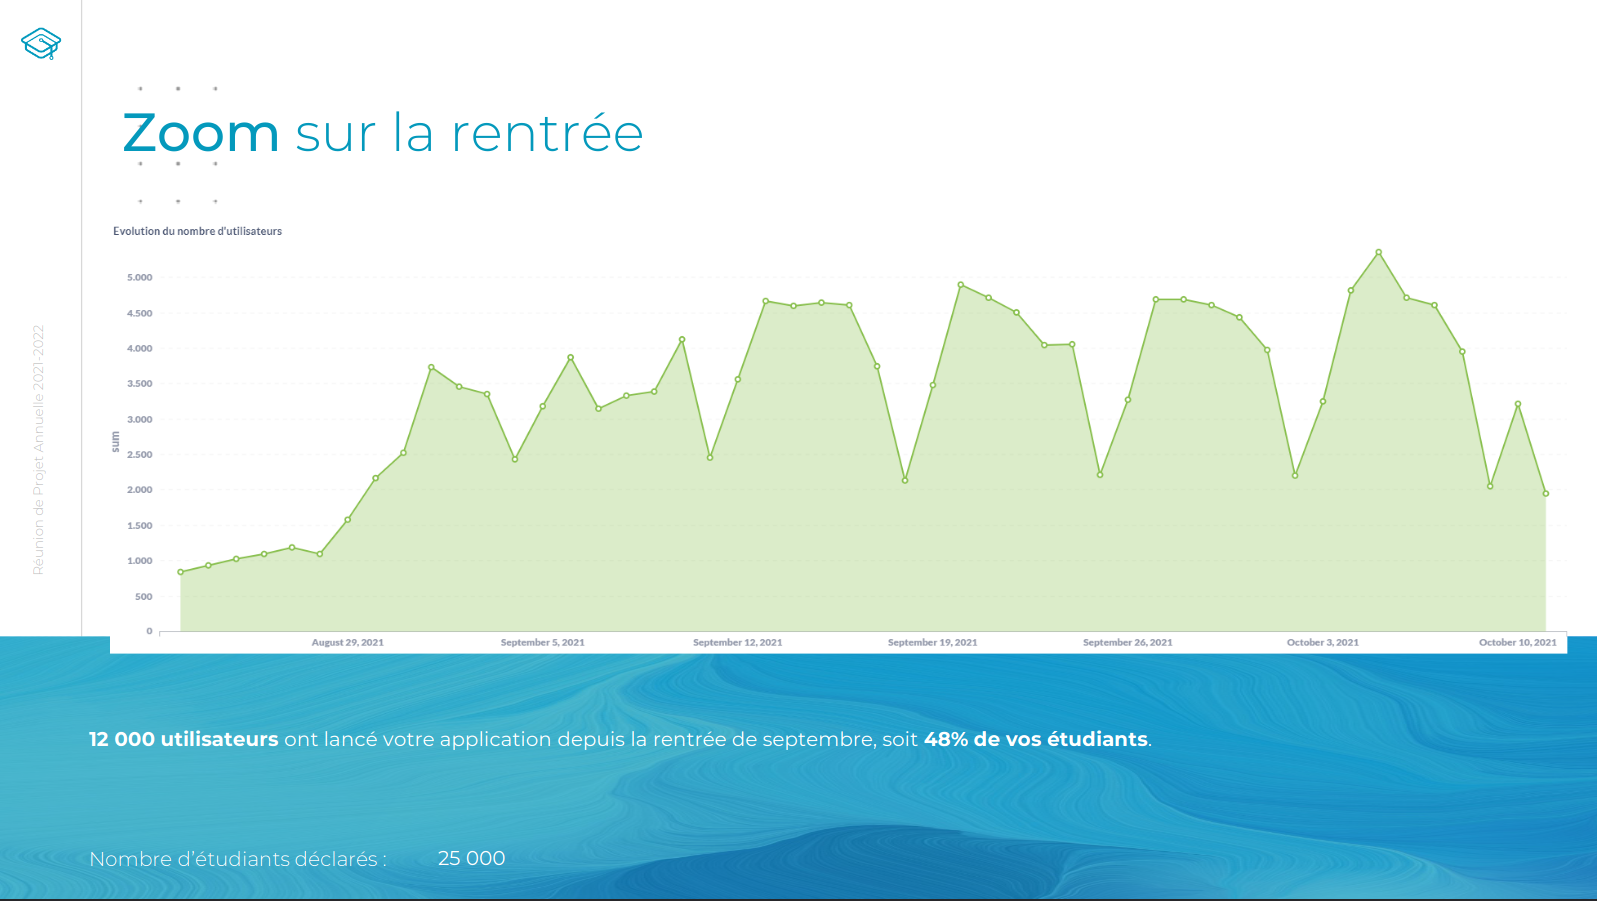 Zoom sur la rentrée
Evolution du nombre d'utilisateurs
5.000
4.500
4.000
3.500
3.000
2.500
2.000
1.500
1.000
500
0
sum
August 29, 2021
September 5, 2021
September 12, 2021
September 19, 2021
September 26, 2021
October 3, 2021
October 10, 2021
Réunion de Projet Annuelle 2021-2022
12 000 utilisateurs ont lancé votre application depuis la rentrée de septembre, soit 48% de vos étudiants.
Nombre d'étudiants déclarés : 25 000